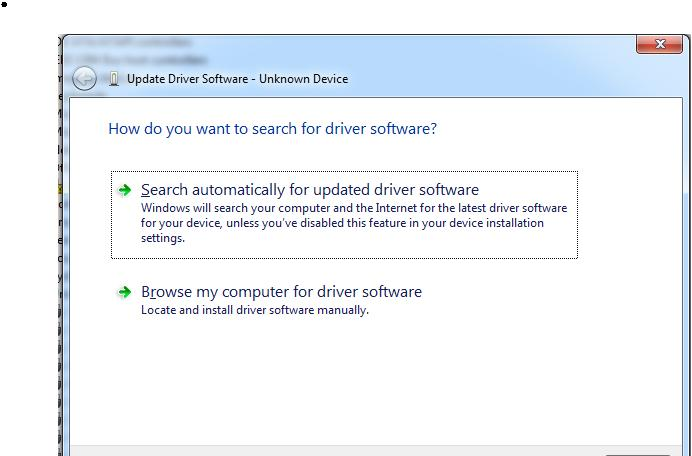 Update Driver Software - Unknown Device
How do you want to search for driver software?
Search automatically for updated driver software
Windows will search your computer and the Internet for the latest driver software
for your device, unless you've disabled this feature in your device installation
settings.
Browse my computer for driver software
Locate and install driver software manually.